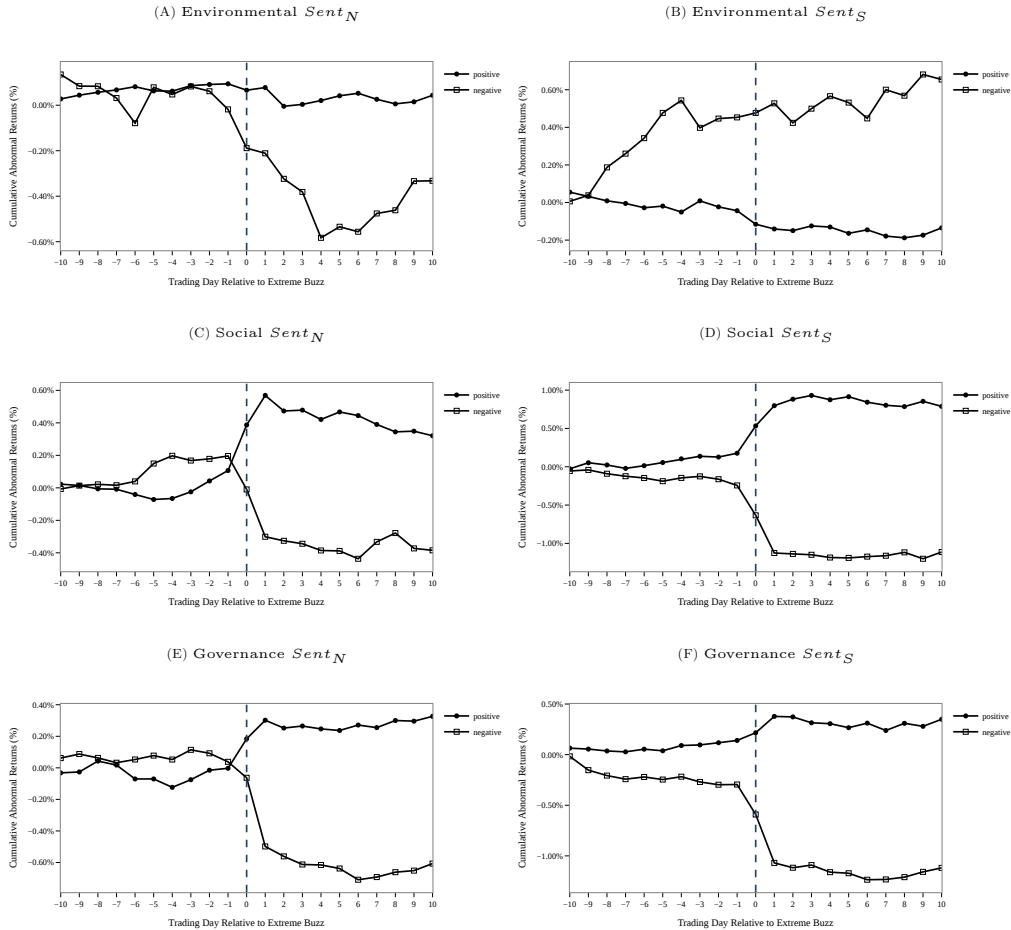 (A) Environmental Sent_N
Cumulative Abnormal Returns (%)
0.00%
−0.20%
−0.40%
−0.60%
−10 −9 −8 −7 −6 −5 −4 −3 −2 −1 0 1 2 3 4 5 6 7 8 9 10
Trading Day Relative to Extreme Buzz
positive
negative
(B) Environmental Sent_S
Cumulative Abnormal Returns (%)
0.60%
0.40%
0.20%
0.00%
−0.20%
−10 −9 −8 −7 −6 −5 −4 −3 −2 −1 0 1 2 3 4 5 6 7 8 9 10
Trading Day Relative to Extreme Buzz
positive
negative
(C) Social Sent_N
Cumulative Abnormal Returns (%)
0.60%
0.40%
0.20%
0.00%
−0.20%
−0.40%
−10 −9 −8 −7 −6 −5 −4 −3 −2 −1 0 1 2 3 4 5 6 7 8 9 10
Trading Day Relative to Extreme Buzz
positive
negative
(D) Social Sent_S
Cumulative Abnormal Returns (%)
1.00%
0.50%
0.00%
−0.50%
−1.00%
−10 −9 −8 −7 −6 −5 −4 −3 −2 −1 0 1 2 3 4 5 6 7 8 9 10
Trading Day Relative to Extreme Buzz
positive
negative
(E) Governance Sent_N
Cumulative Abnormal Returns (%)
0.40%
0.20%
0.00%
−0.20%
−0.40%
−0.60%
−10 −9 −8 −7 −6 −5 −4 −3 −2 −1 0 1 2 3 4 5 6 7 8 9 10
Trading Day Relative to Extreme Buzz
positive
negative
(F) Governance Sent_S
Cumulative Abnormal Returns (%)
0.50%
0.00%
−0.50%
−1.00%
−10 −9 −8 −7 −6 −5 −4 −3 −2 −1 0 1 2 3 4 5 6 7 8 9 10
Trading Day Relative to Extreme Buzz
positive
negative